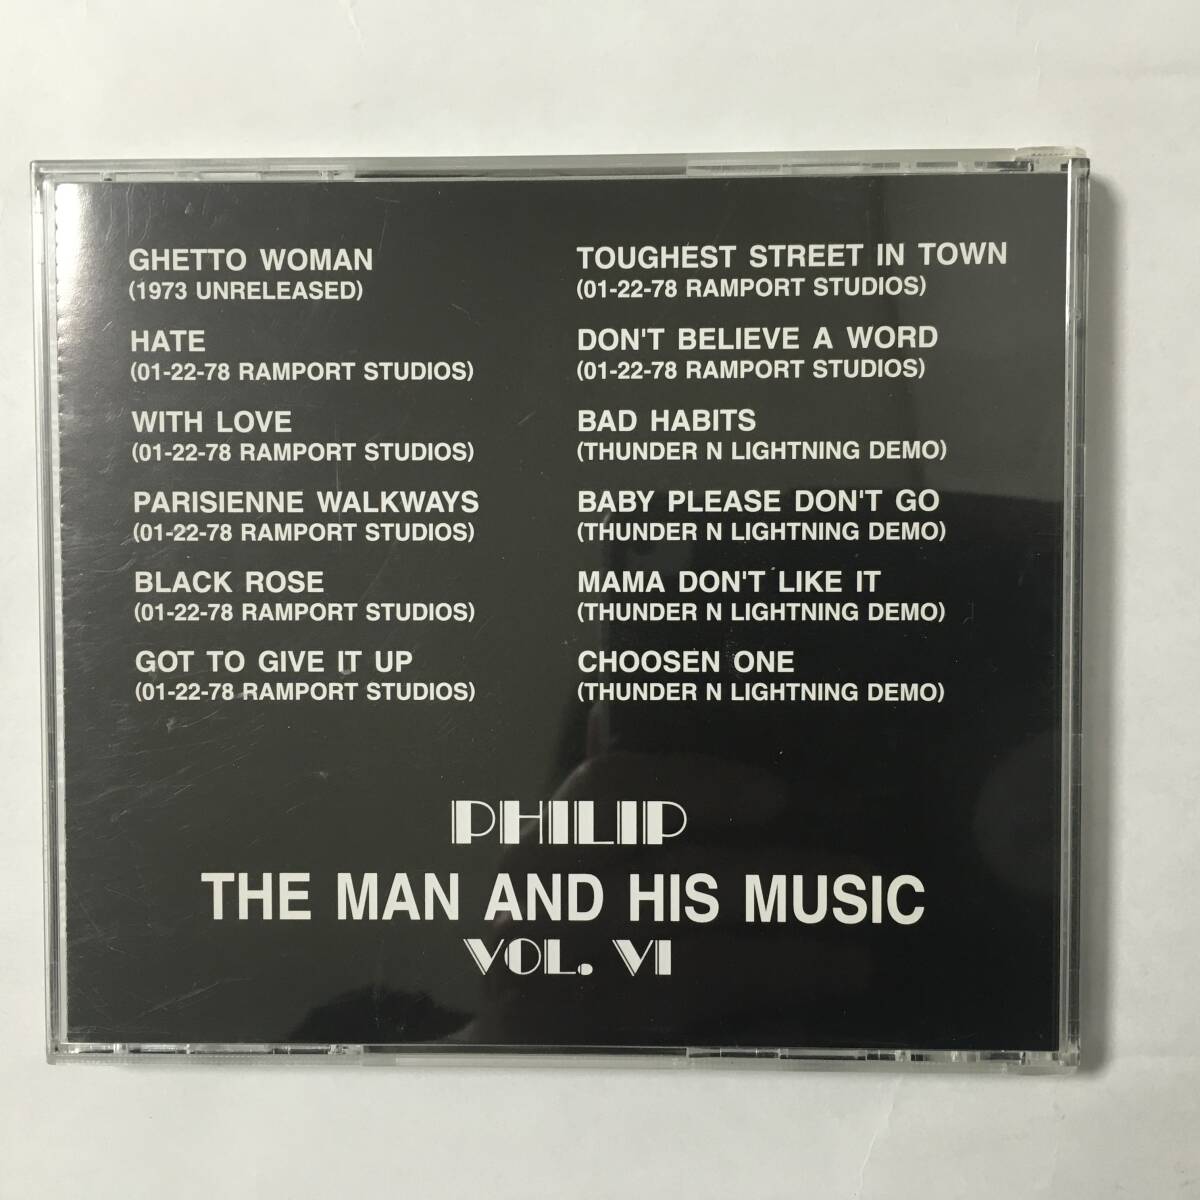 GHETTO WOMAN
(1973 UNRELEASED)
HATE
(01-22-78 RAMPORT STUDIOS)
WITH LOVE
(01-22-78 RAMPORT STUDIOS)
PARISIENNE WALKWAYS
(01-22-78 RAMPORT STUDIOS)
BLACK ROSE
(01-22-78 RAMPORT STUDIOS)
GOT TO GIVE IT UP
(01-22-78 RAMPORT STUDIOS)
TOUGHEST STREET IN TOWN
(01-22-78 RAMPORT STUDIOS)
DON'T BELIEVE A WORD
(01-22-78 RAMPORT STUDIOS)
BAD HABITS
(THUNDER N LIGHTNING DEMO)
BABY PLEASE DON'T GO
(THUNDER N LIGHTNING DEMO)
MAMA DON'T LIKE IT
(THUNDER N LIGHTNING DEMO)
CHOOSEN ONE
(THUNDER N LIGHTNING DEMO)
PHILIP
THE MAN AND HIS MUSIC
VOL. VI